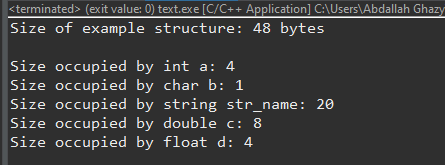 <terminated> (exit value: 0) text.exe [C/C++ Application] C:\Users\Abdallah Ghazy
Size of example structure: 48 bytes
Size occupied by int a: 4
Size occupied by char b: 1
Size occupied by string str_name: 20
Size occupied by double c: 8
Size occupied by float d: 4